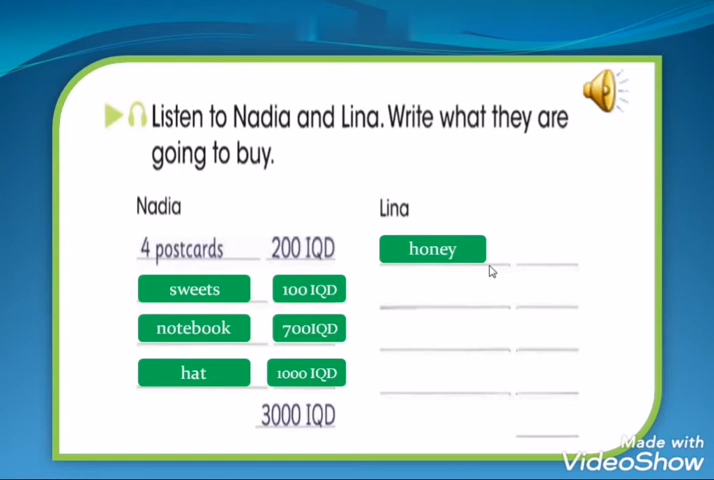 Listen to Nadia and Lina. Write what they are
going to buy.
Nadia
4 postcards 200 IQD
sweets 100 IQD
notebook 700IQD
hat 1000 IQD
3000 IQD
Lina
honey
Made with
VideoShow